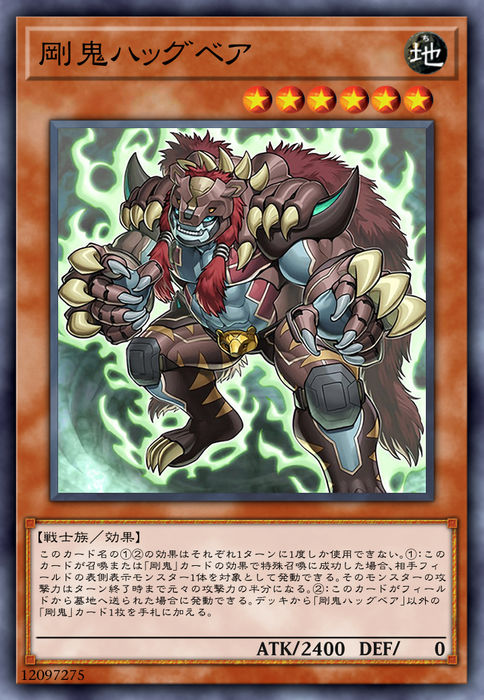 剛鬼ハッグベア
ち
地
【戦士族／効果】
このカード名の①②の効果はそれぞれ1ターンに1度しか使用できない。①：この
カードが召喚または「剛鬼」カードの効果で特殊召喚に成功した場合、相手フィ
ールドの表側表示モンスター1体を対象として発動できる。そのモンスターの攻
撃力はターン終了時まで元々の攻撃力の半分になる。②：このカードがフィール
ドから墓地へ送られた場合に発動できる。デッキから「剛鬼ハッグベア」以外の
「剛鬼」カード1枚を手札に加える。
ATK/2400 DEF/ 0
12097275